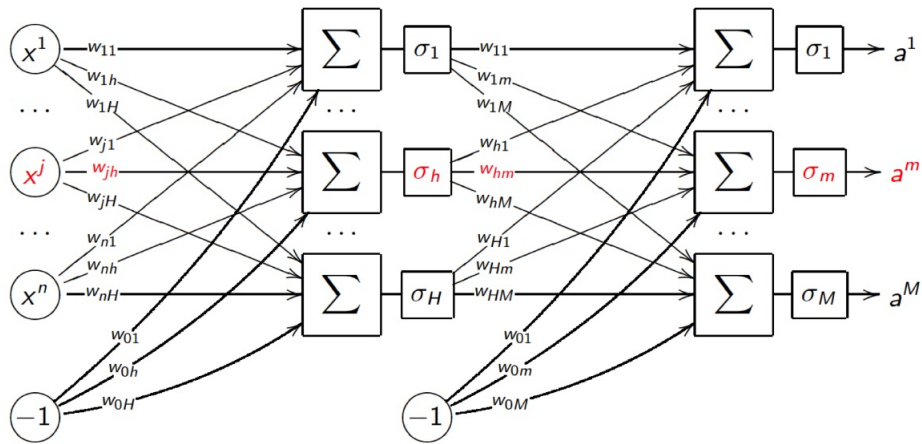 x¹ w₁₁ ∑ σ₁ w₁₁ ∑ σ₁ a¹
w₁ₕ w₁ₘ
. . . w₁H . . . w₁M . . .
wⱼ₁ wₕ₁
xʲ wⱼₕ ∑ σₕ wₕₘ ∑ σₘ aᵐ
wⱼH wₕM
. . . . . . . . .
wₙ₁ wH₁
wₙₕ wHₘ
xⁿ wₙH ∑ σH wHM ∑ σM aᴹ
w₀₁ w₀₁
w₀ₕ w₀ₘ
w₀H w₀M
−1 −1